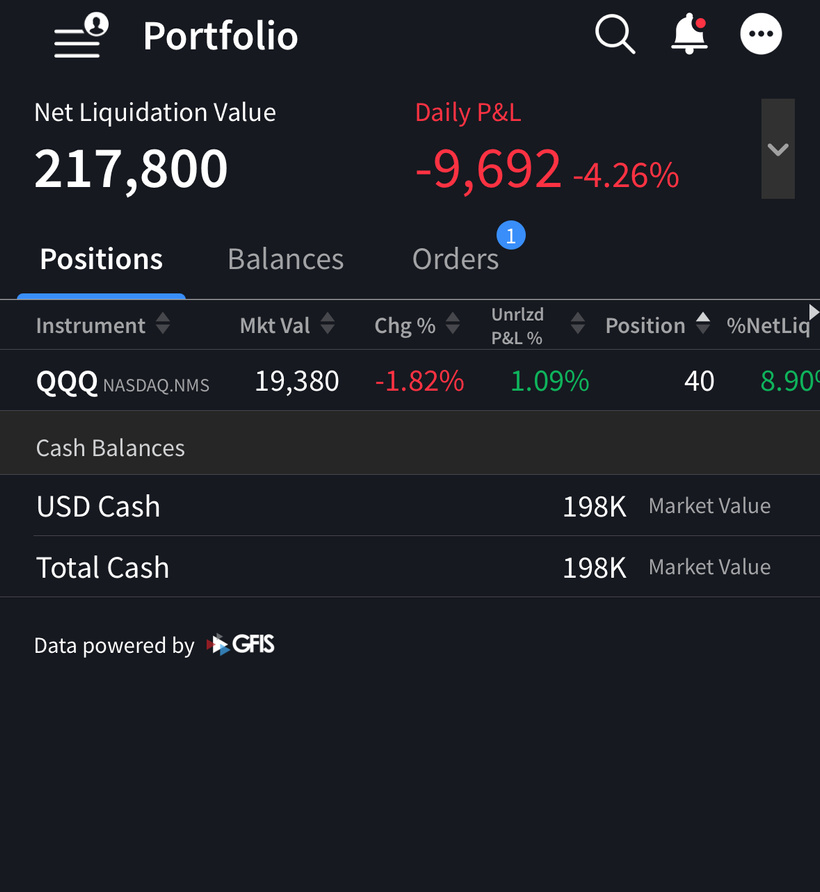 Portfolio
Net Liquidation Value
Daily P&L
217,800
-9,692 -4.26%
Positions
Balances
Orders
1
Instrument
Mkt Val
Chg %
Unrlzd
P&L %
Position
%NetLiq
QQQ NASDAQ.NMS
19,380
-1.82%
1.09%
40
8.90%
Cash Balances
USD Cash
198K
Market Value
Total Cash
198K
Market Value
Data powered by GFIS